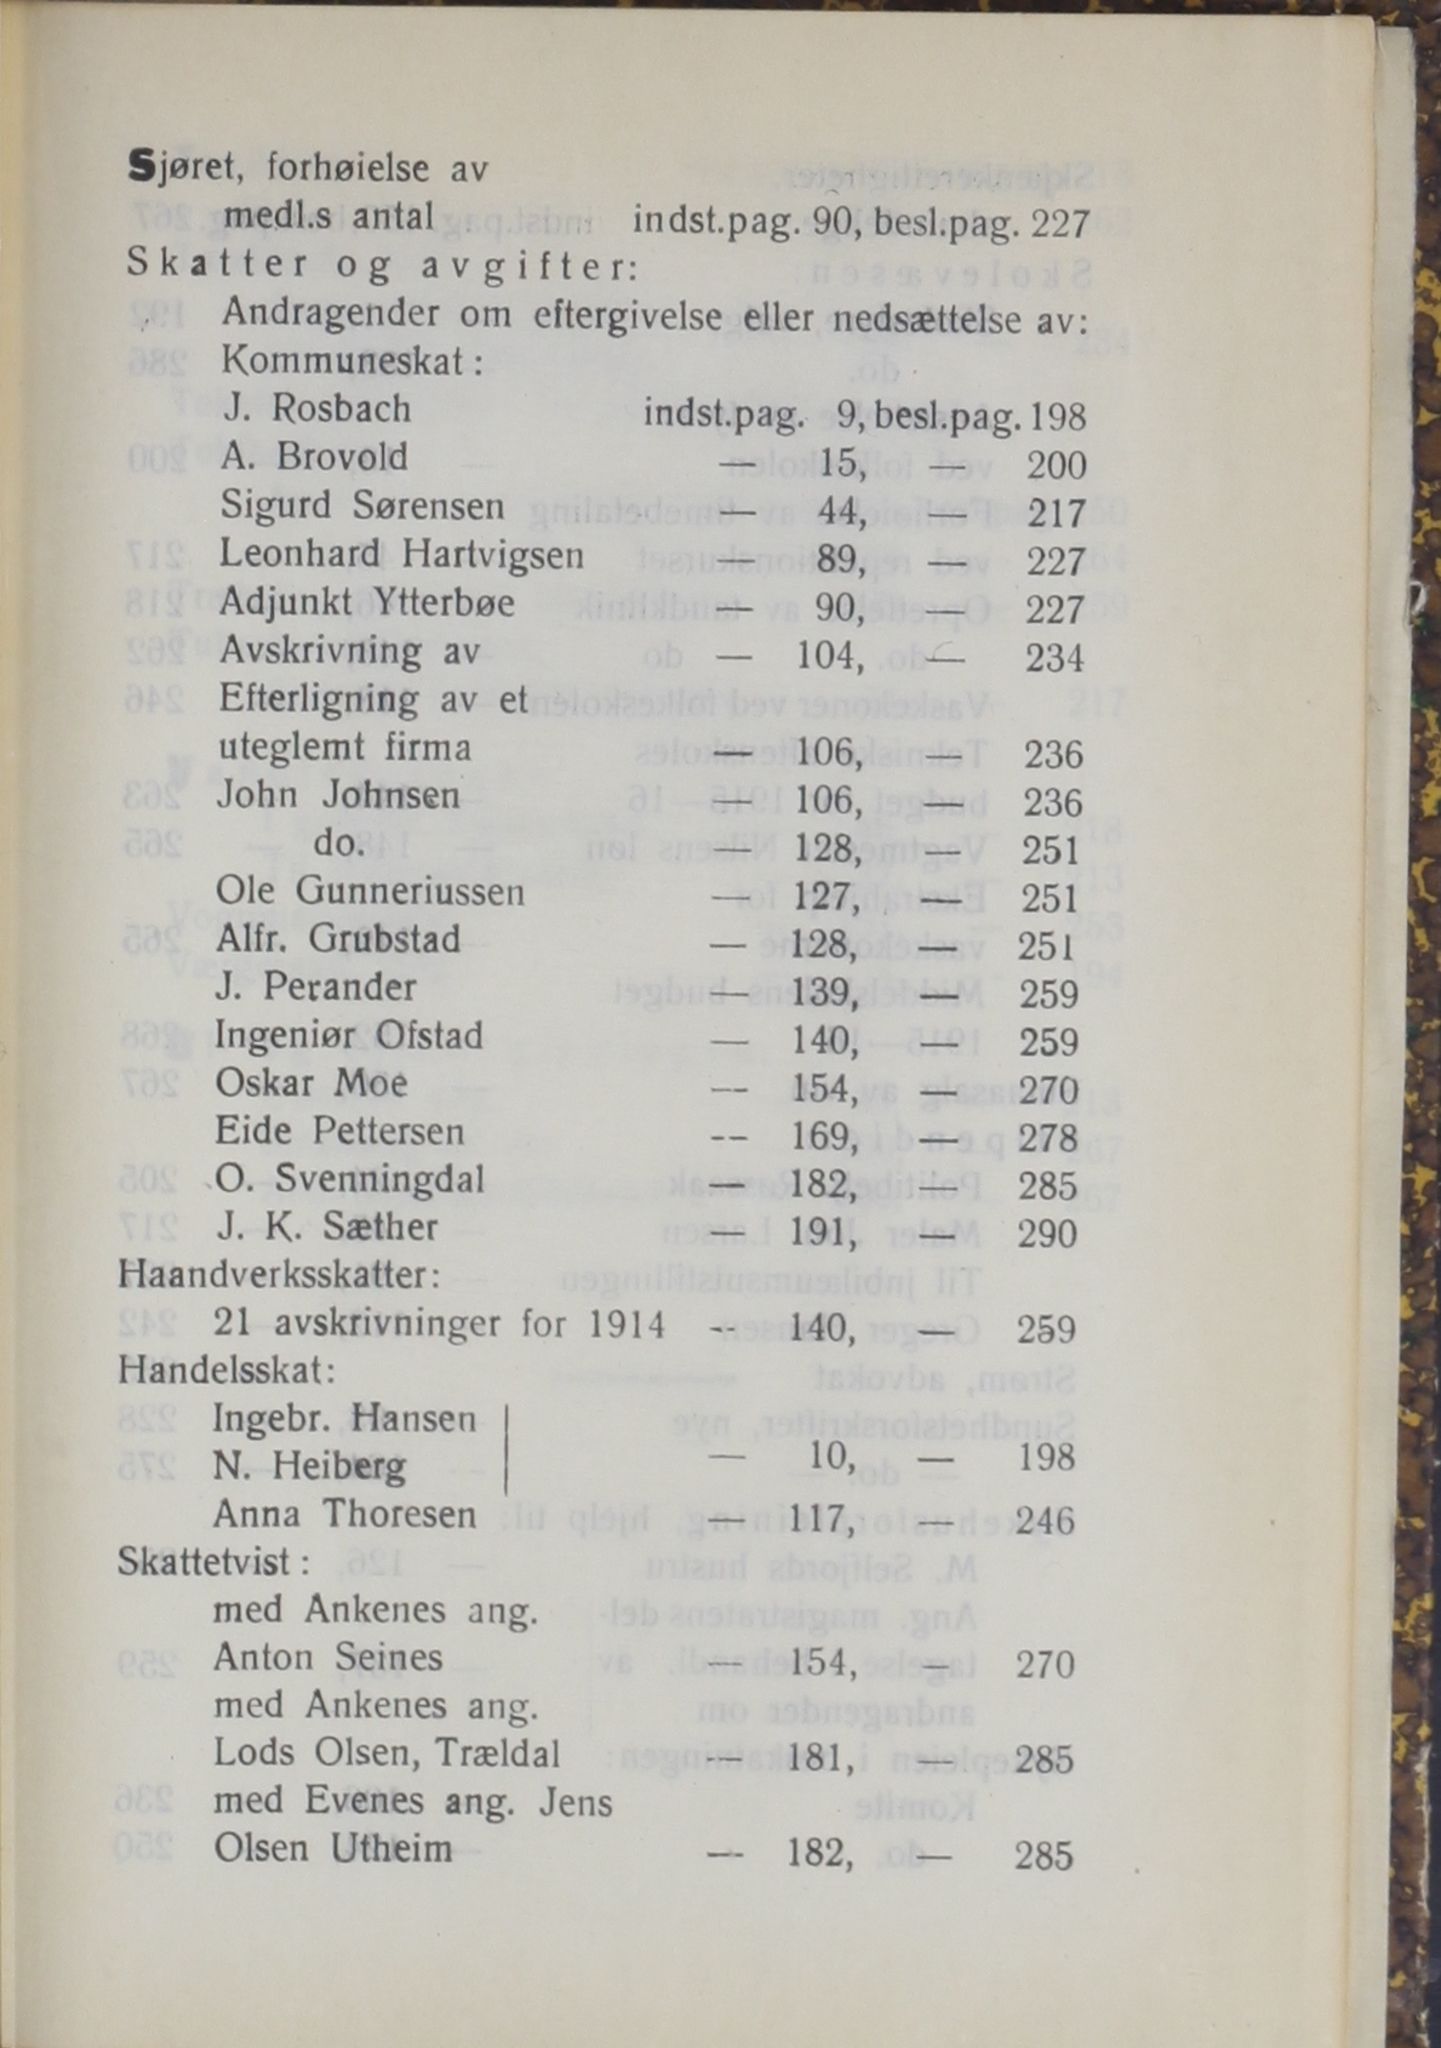 Sjøret, forhøielse av
medl.s antal indst.pag. 90, besl.pag. 227
Skatter og avgifter:
Andragender om eftergivelse eller nedsættelse av:
Kommuneskat:
J. Rosbach indst.pag. 9, besl.pag. 198
A. Brovold — 15, — 200
Sigurd Sørensen — 44, — 217
Leonhard Hartvigsen — 89, — 227
Adjunkt Ytterbøe — 90, — 227
Avskrivning av — 104, — 234
Efterligning av et
uteglemt firma — 106, — 236
John Johnsen — 106, — 236
do. — 128, — 251
Ole Gunneriussen — 127, — 251
Alfr. Grubstad — 128, — 251
J. Perander — 139, — 259
Ingeniør Ofstad — 140, — 259
Oskar Moe — 154, — 270
Eide Pettersen — 169, — 278
O. Svenningdal — 182, — 285
J. K. Sæther — 191, — 290
Haandverksskatter:
21 avskrivninger for 1914 — 140, — 259
Handelsskat:
Ingebr. Hansen
N. Heiberg — 10, — 198
Anna Thoresen — 117, — 246
Skattetvist:
med Ankenes ang.
Anton Seines — 154, — 270
med Ankenes ang.
Lods Olsen, Trældal — 181, — 285
med Evenes ang. Jens
Olsen Utheim — 182, — 285